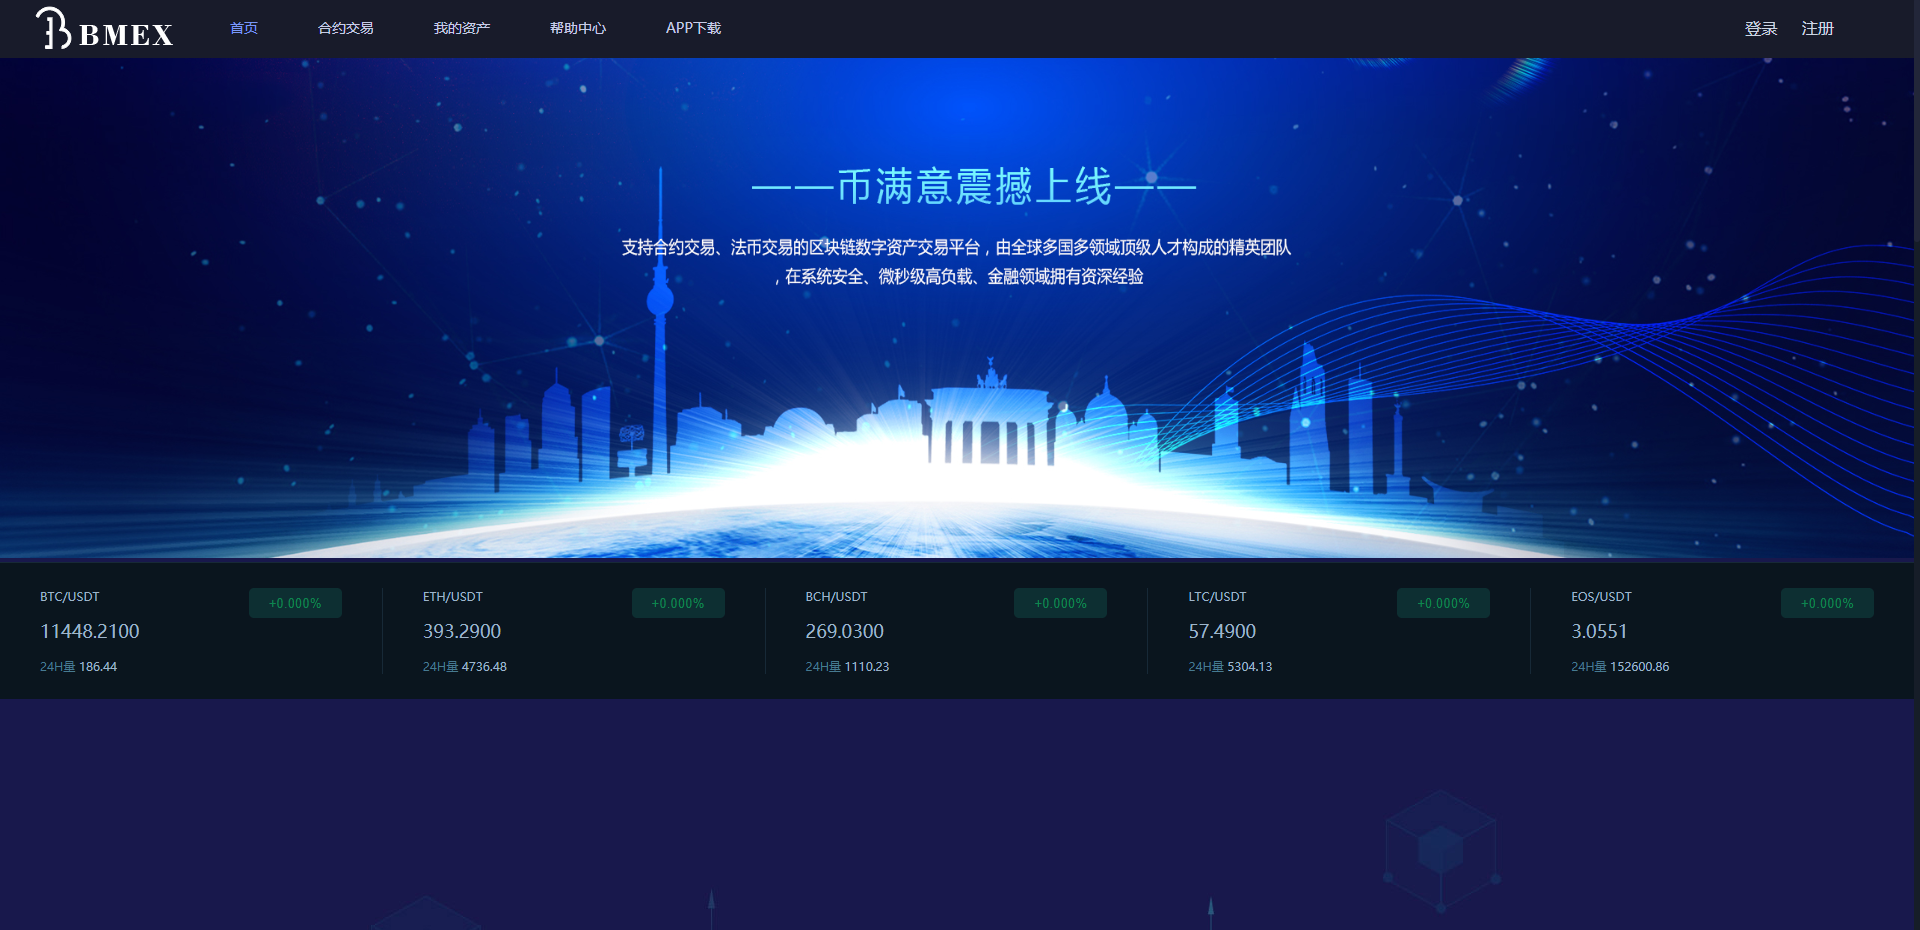 BMEX 首页 合约交易 我的资产 帮助中心 APP下载 登录 注册
——币满意震撼上线——
支持合约交易、法币交易的区块链数字资产交易平台，由全球多国多领域顶级人才构成的精英团队
，在系统安全、微秒级高负载、金融领域拥有资深经验
BTC/USDT +0.000%
11448.2100
24H量 186.44
ETH/USDT +0.000%
393.2900
24H量 4736.48
BCH/USDT +0.000%
269.0300
24H量 1110.23
LTC/USDT +0.000%
57.4900
24H量 5304.13
EOS/USDT +0.000%
3.0551
24H量 152600.86